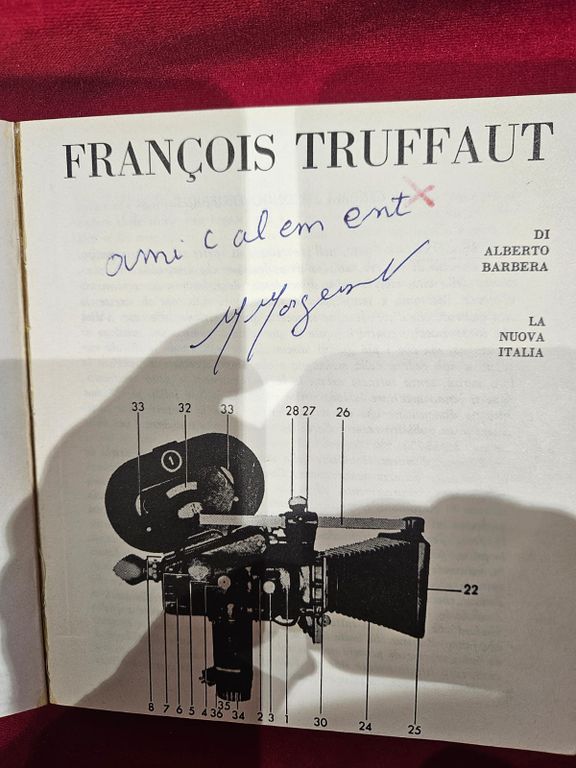 FRANÇOIS TRUFFAUT
amicalement
DI
ALBERTO
BARBERA
LA
NUOVA
ITALIA
33
32
33
28
27
26
22
8
7
6
5
4
36
35
34
2
3
1
30
24
25